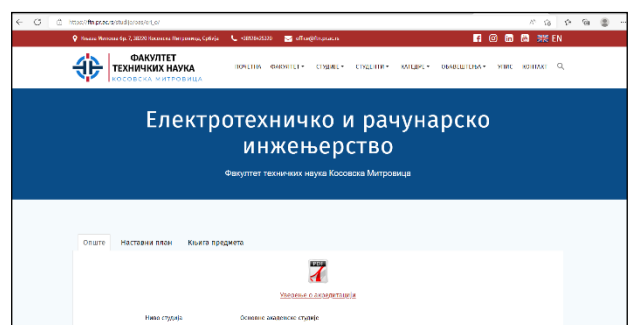 Књаза Милоша бр. 7, 38220 Косовска Митровица, Србија
EN
ФАКУЛТЕТ
ТЕХНИЧКИХ НАУКА
КОСОВСКА МИТРОВИЦА
ПОЧЕТНА ФАКУЛТЕТ СТУДИЈЕ СТУДЕНТИ КАТЕДРЕ ОБАВЕШТЕЊА УПИС КОНТАКТ
Електротехничко и рачунарско
инжењерство
Факултет техничких наука Косовска Митровица
Опште Наставни план Књига предмета
PDF
Уверење о акредитацији
Ниво студија Основне академске студије